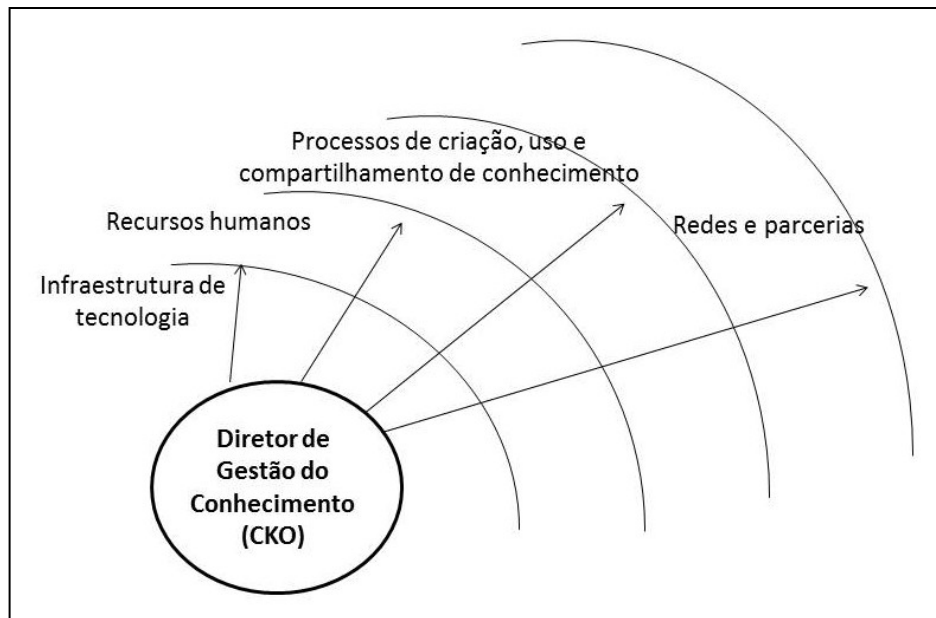 Processos de criação, uso e
compartilhamento de conhecimento
Recursos humanos
Redes e parcerias
Infraestrutura de
tecnologia
Diretor de
Gestão do
Conhecimento
(CKO)